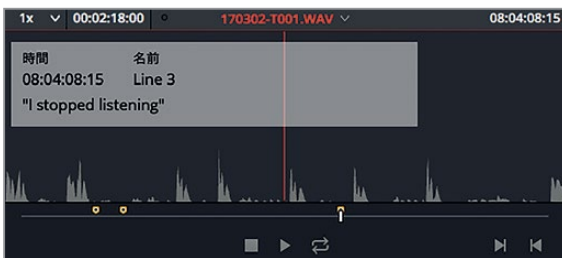 1x 00:02:18:00 170302-T001.WAV 08:04:08:15
時間 名前
08:04:08:15 Line 3
"I stopped listening"